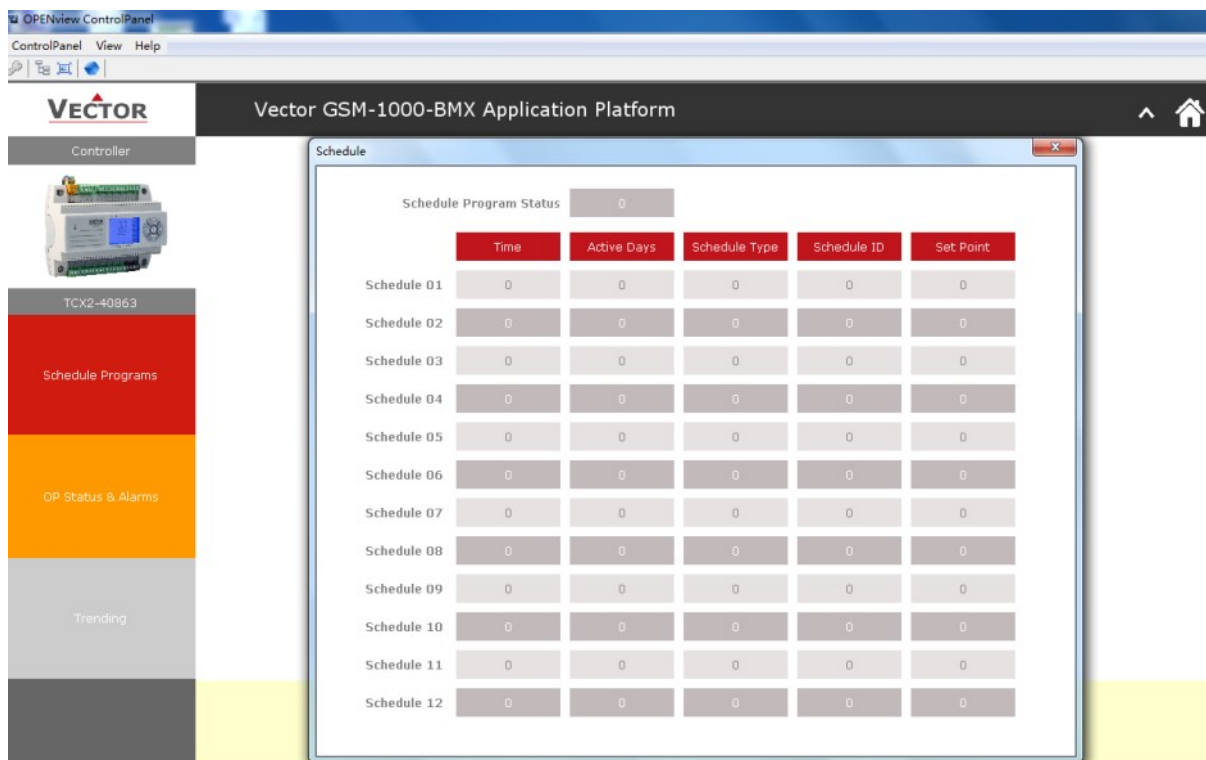 OPENview ControlPanel
ControlPanel View Help
VECTOR
Vector GSM-1000-BMX Application Platform
Controller
TCX2-40863
Schedule Programs
OP Status & Alarms
Trending
Schedule
x
Schedule Program Status 0
Time Active Days Schedule Type Schedule ID Set Point
Schedule 01 0 0 0 0 0
Schedule 02 0 0 0 0 0
Schedule 03 0 0 0 0 0
Schedule 04 0 0 0 0 0
Schedule 05 0 0 0 0 0
Schedule 06 0 0 0 0 0
Schedule 07 0 0 0 0 0
Schedule 08 0 0 0 0 0
Schedule 09 0 0 0 0 0
Schedule 10 0 0 0 0 0
Schedule 11 0 0 0 0 0
Schedule 12 0 0 0 0 0